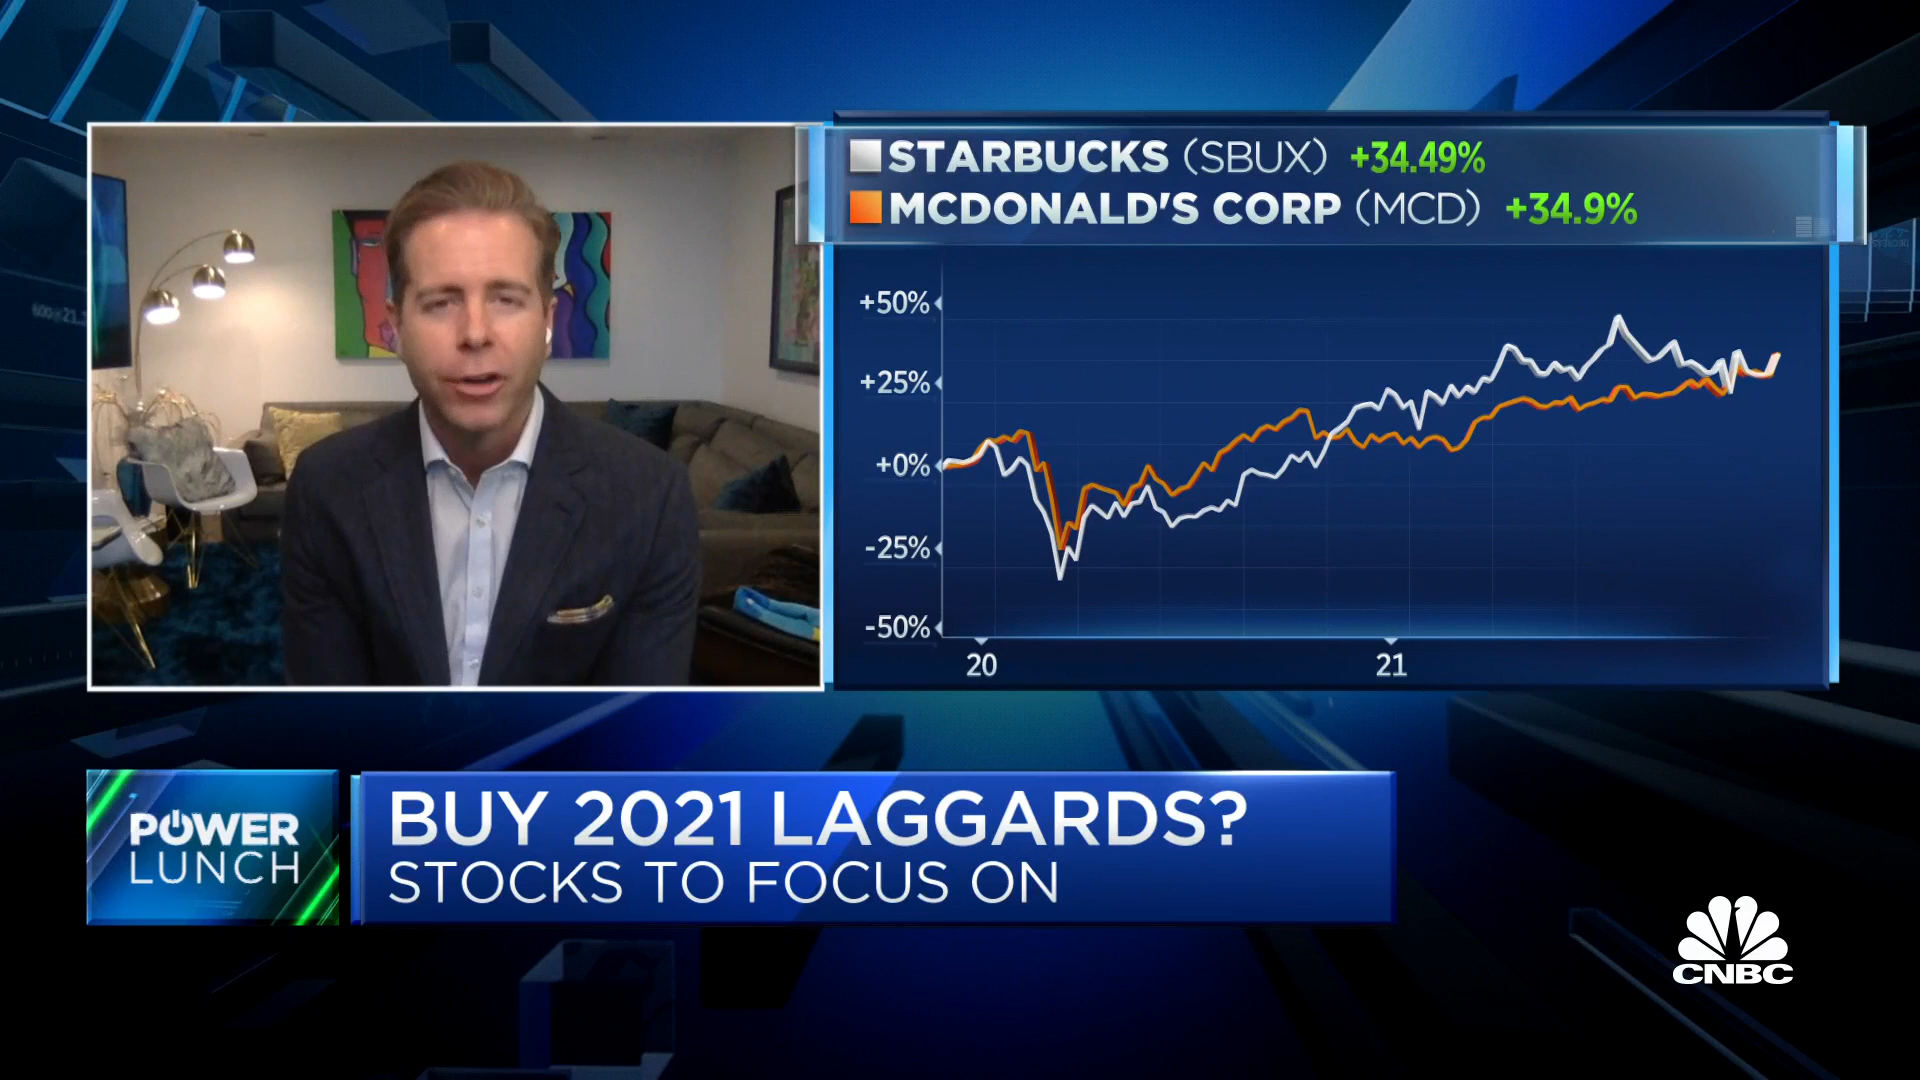 STARBUCKS (SBUX) +34.49%
MCDONALD'S CORP (MCD) +34.9%
+50%
+25%
+0%
-25%
-50%
20
21
POWER
LUNCH
BUY 2021 LAGGARDS?
STOCKS TO FOCUS ON
CNBC